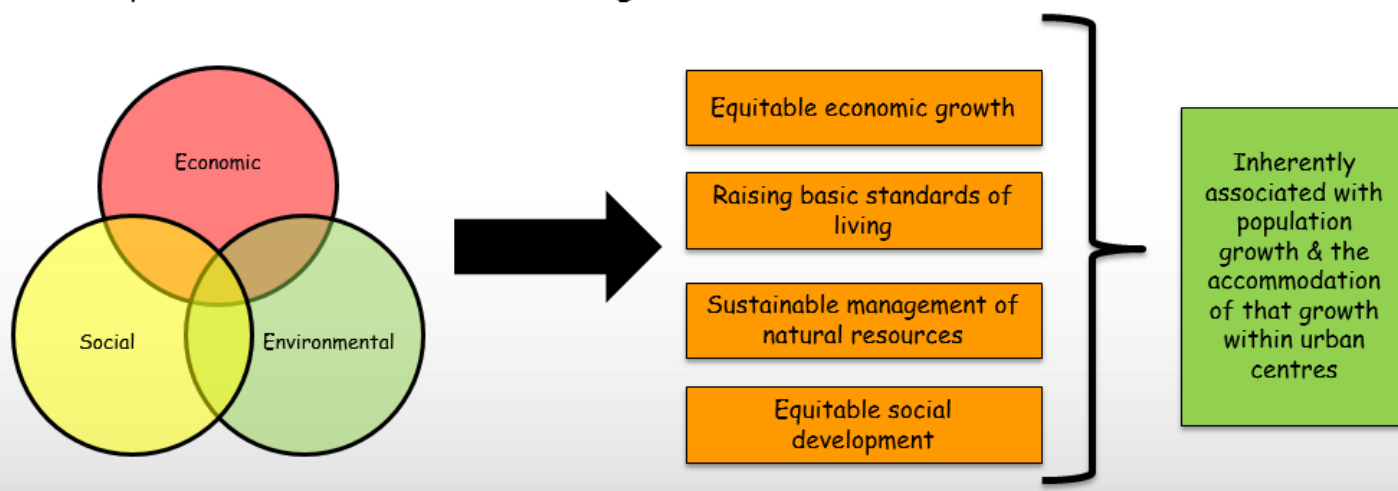 Economic
Social
Environmental
Equitable economic growth
Raising basic standards of
living
Sustainable management of
natural resources
Equitable social
development
Inherently
associated with
population
growth & the
accommodation
of that growth
within urban
centres